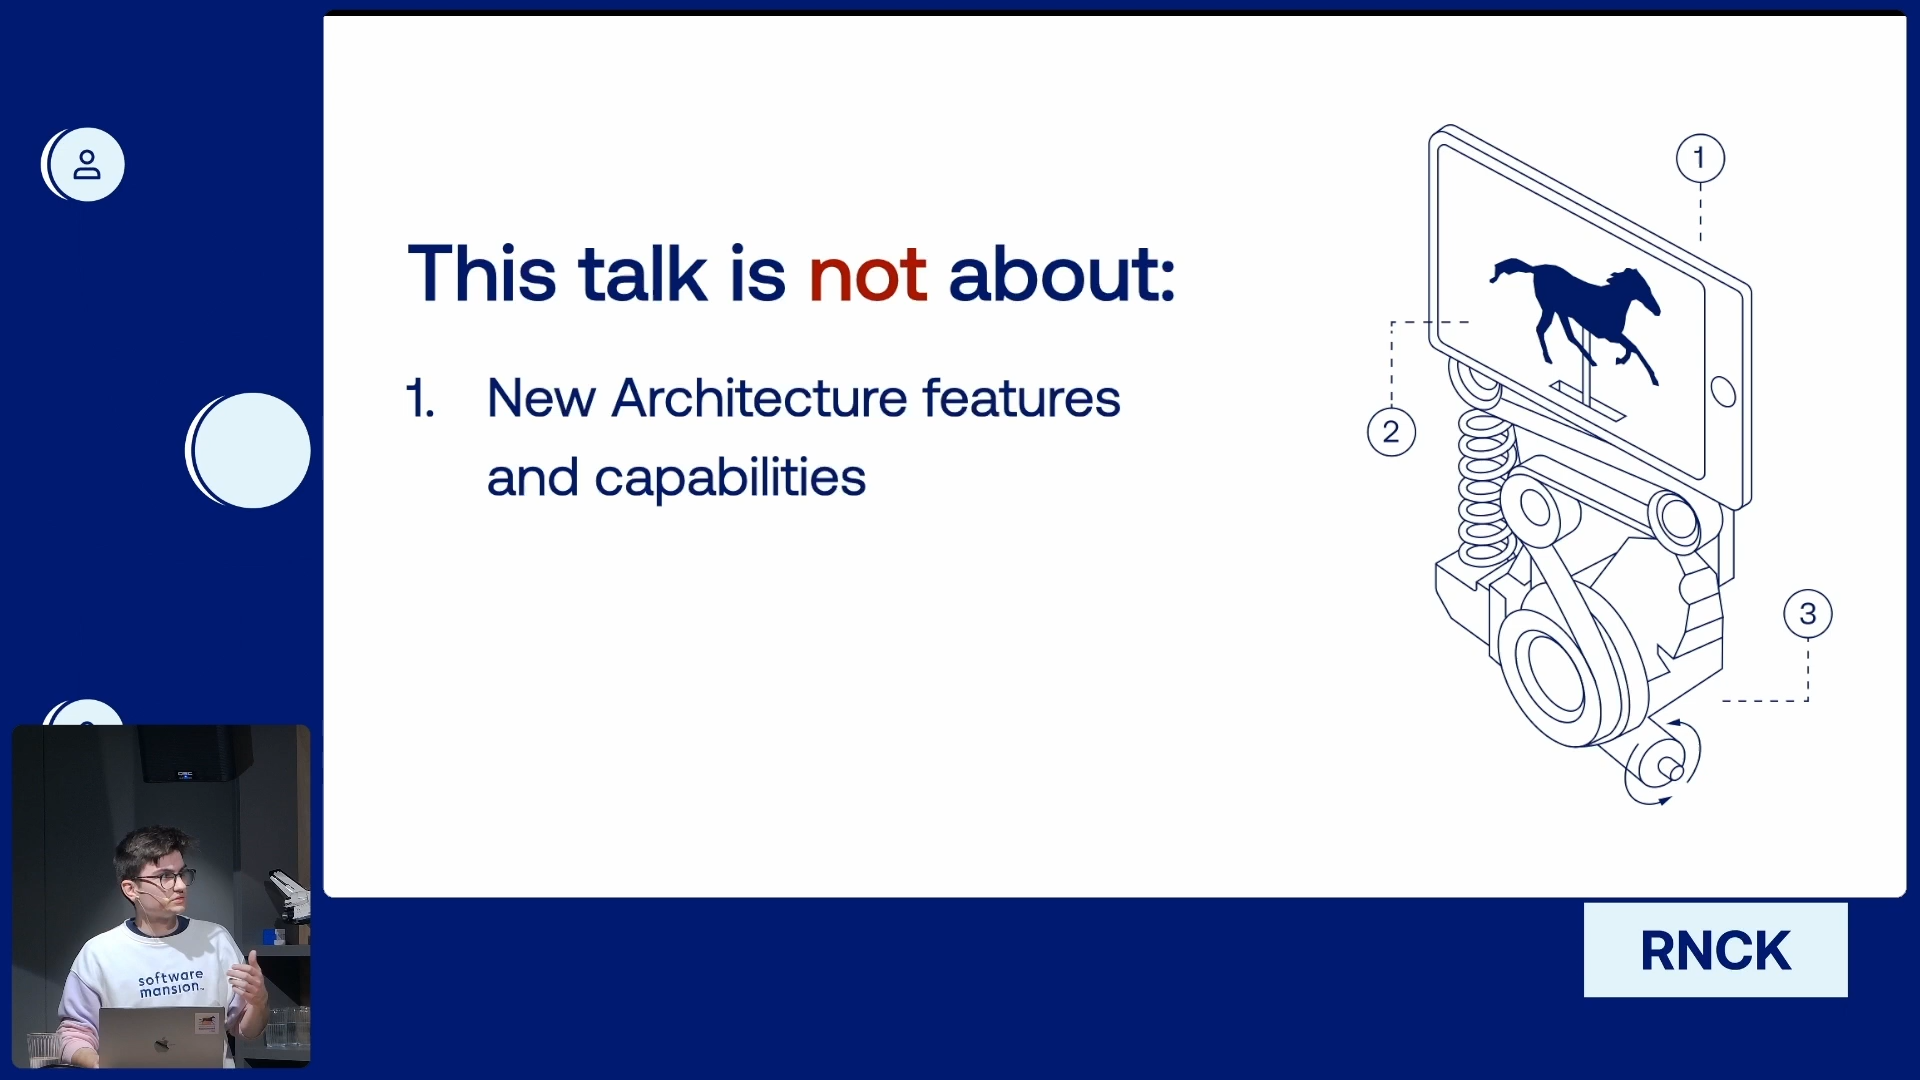 This talk is not about:
1. New Architecture features
and capabilities
1
2
3
software
mansion
RNCK